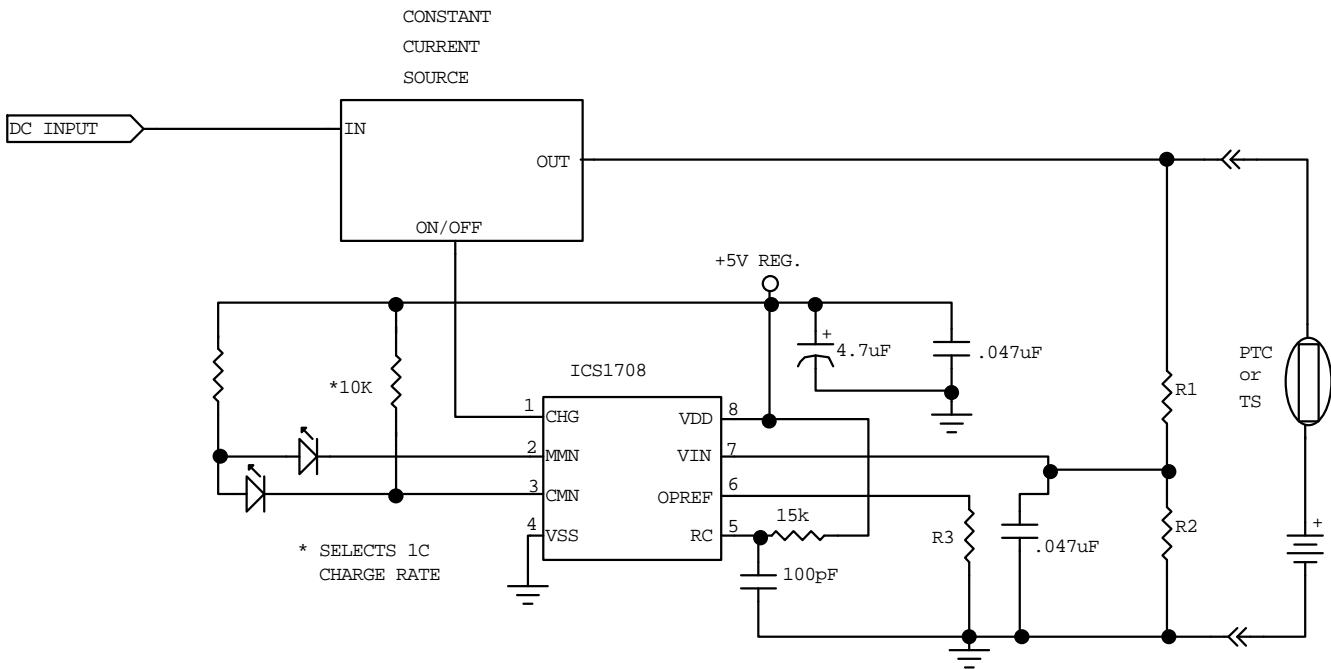 CONSTANT
CURRENT
SOURCE
DC INPUT
IN
OUT
ON/OFF
+5V REG.
+
4.7uF
.047uF
*10K
ICS1708
PTC
or
TS
R1
1
CHG
VDD
8
2
MMN
VIN
7
3
CMN
OPREF
6
4
VSS
RC
5
15k
R3
.047uF
R2
+
* SELECTS 1C
CHARGE RATE
100pF